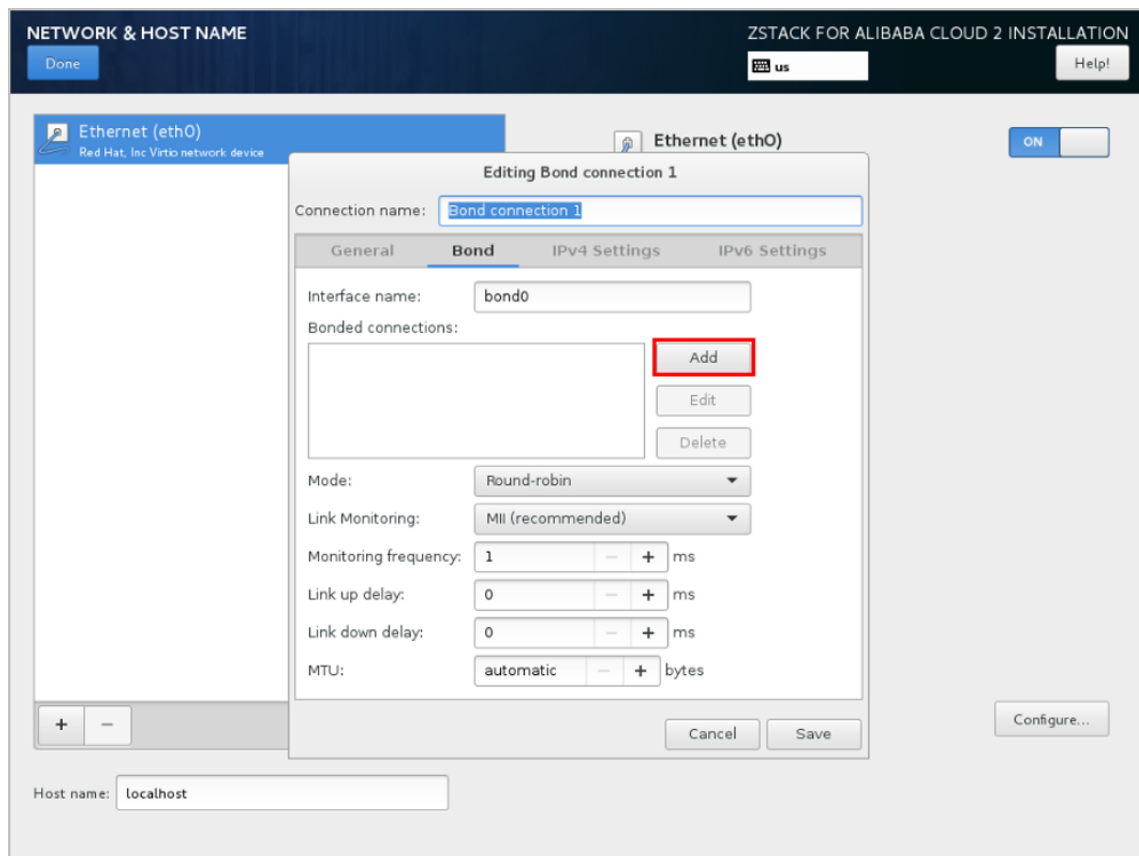 NETWORK & HOST NAME
ZSTACK FOR ALIBABA CLOUD 2 INSTALLATION
Done
us
Help!
Ethernet (eth0)
Red Hat, Inc Virtio network device
Ethernet (eth0)
ON
Editing Bond connection 1
Connection name: Bond connection 1
General Bond IPv4 Settings IPv6 Settings
Interface name: bond0
Bonded connections:
Add
Edit
Delete
Mode: Round-robin
Link Monitoring: MII (recommended)
Monitoring frequency: 1 − + ms
Link up delay: 0 − + ms
Link down delay: 0 − + ms
MTU: automatic − + bytes
+ −
Configure...
Cancel Save
Host name: localhost